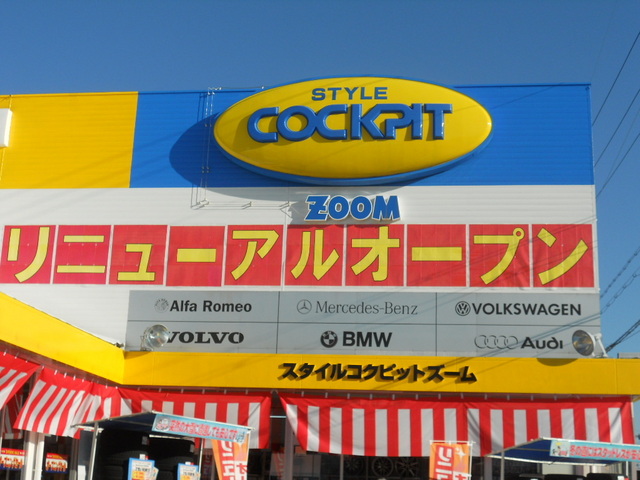 STYLE
COCKPIT
ZOOM
リニューアルオープン
Alfa Romeo Mercedes-Benz VOLKSWAGEN
VOLVO BMW Audi
スタイルコクピットズーム